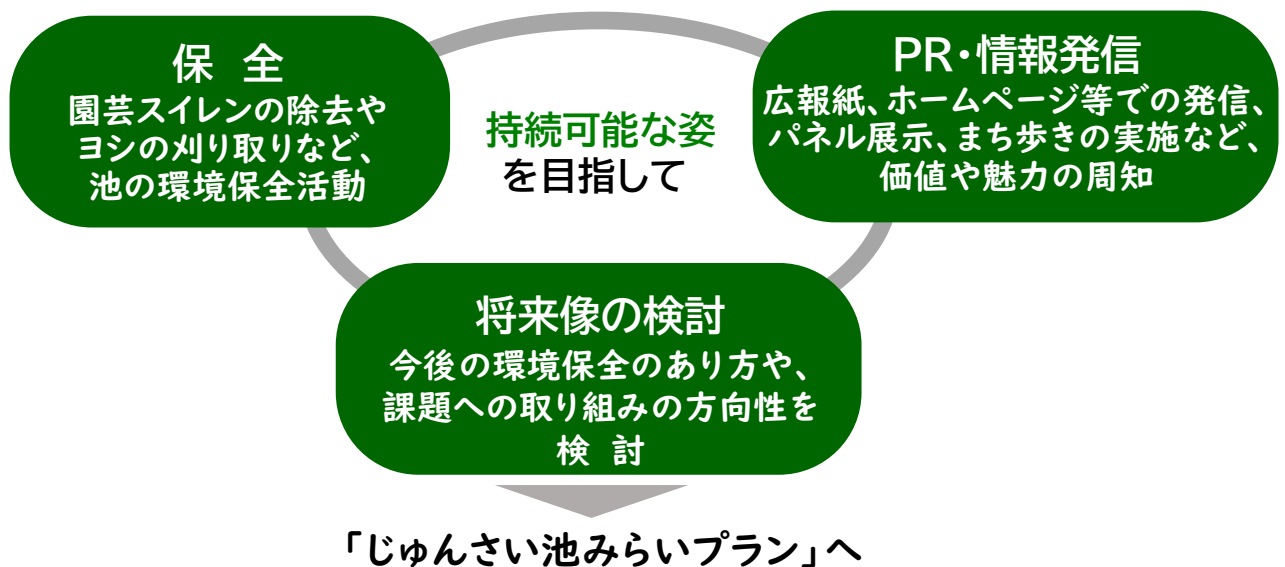 保 全
園芸スイレンの除去や
ヨシの刈り取りなど、
池の環境保全活動
持続可能な姿
を目指して
PR・情報発信
広報紙、ホームページ等での発信、
パネル展示、まち歩きの実施など、
価値や魅力の周知
将来像の検討
今後の環境保全のあり方や、
課題への取り組みの方向性を
検 討
「じゅんさい池みらいプラン」へ